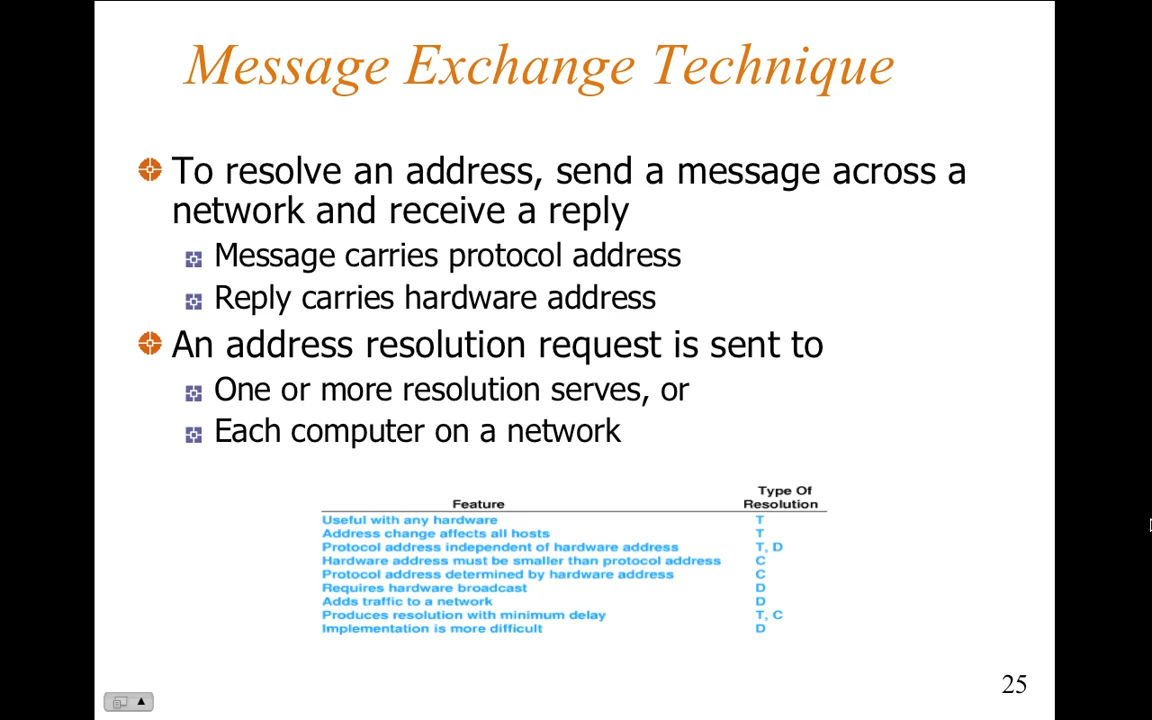 Message Exchange Technique
To resolve an address, send a message across a
network and receive a reply
Message carries protocol address
Reply carries hardware address
An address resolution request is sent to
One or more resolution serves, or
Each computer on a network
Type Of
Feature Resolution
Useful with any hardware T
Address change affects all hosts T
Protocol address independent of hardware address T, D
Hardware address must be smaller than protocol address C
Protocol address determined by hardware address C
Requires hardware broadcast D
Adds traffic to a network D
Produces resolution with minimum delay T, C
Implementation is more difficult D
25